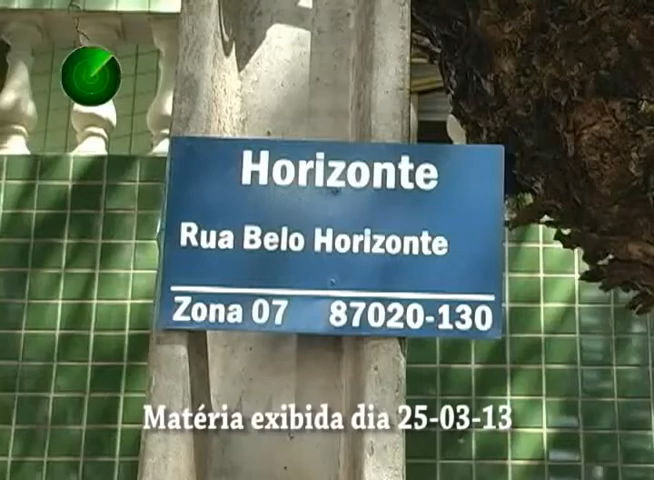 Horizonte
Rua Belo Horizonte
Zona 07 87020-130
Matéria exibida dia 25-03-13